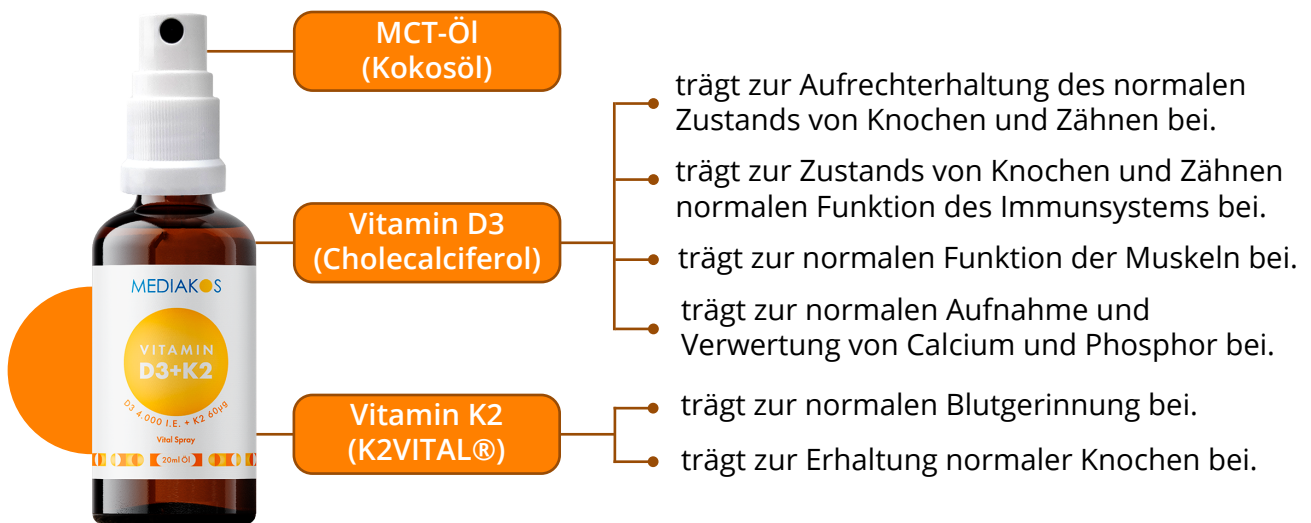 MCT-Öl
(Kokosöl)
trägt zur Aufrechterhaltung des normalen
Zustands von Knochen und Zähnen bei.
trägt zur Zustands von Knochen und Zähnen
normalen Funktion des Immunsystems bei.
Vitamin D3
(Cholecalciferol)
trägt zur normalen Funktion der Muskeln bei.
trägt zur normalen Aufnahme und
Verwertung von Calcium und Phosphor bei.
Vitamin K2
(K2VITAL®)
trägt zur normalen Blutgerinnung bei.
trägt zur Erhaltung normaler Knochen bei.
MEDIAKOS
VITAMIN
D3+K2
D3 4.000 I.E. + K2 60µg
Vital Spray
20ml Öl